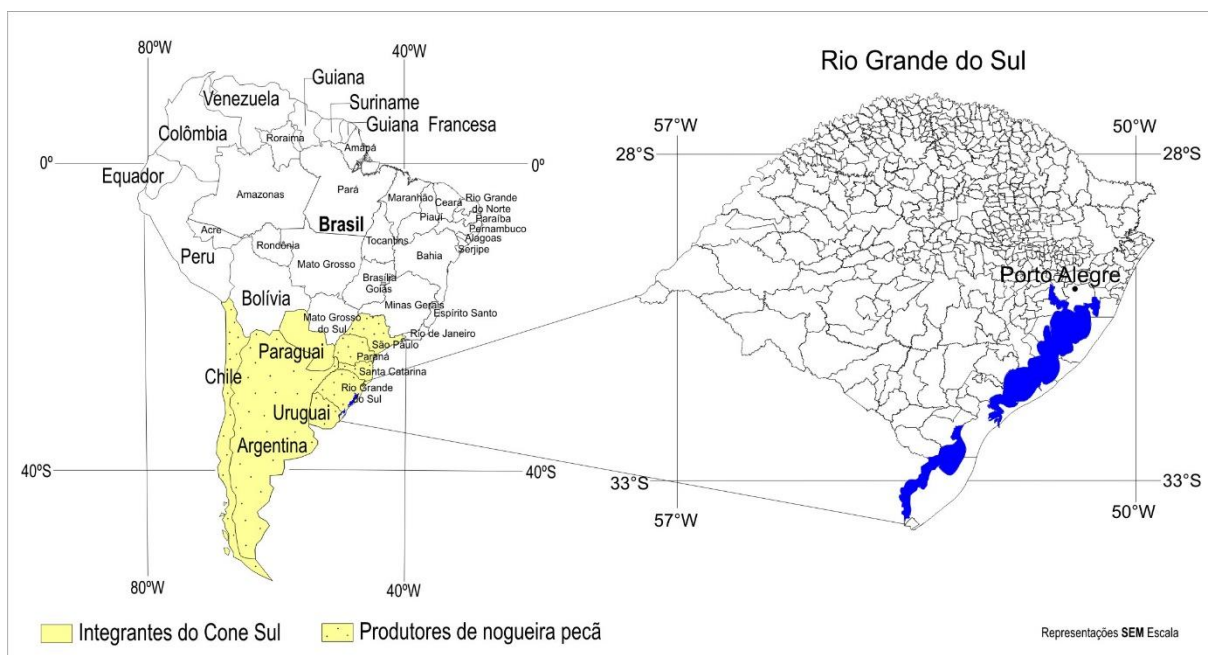 80ºW
40ºW
Guiana
Venezuela
Suriname
Colômbia
Guiana Francesa
Roraima
Amapá
0º
0º
Equador
Amazonas
Pará
Maranhão
Ceará
Rio Grande
do Norte
Brasil
Piauí
Paraíba
Pernambuco
Acre
Tocantins
Alagoas
Serjipe
Rondônia
Bahia
Peru
Mato Grosso
Brasília
Goiás
Bolívia
Minas Gerais
Espírito Santo
Mato Grosso
do Sul
Rio de Janeiro
São Paulo
Paraguai
Paraná
Chile
Santa Catarina
Rio Grande
do Sul
Uruguai
Argentina
40ºS
40ºS
80ºW
40ºW
Integrantes do Cone Sul
Produtores de nogueira pecã
Rio Grande do Sul
57°W
50°W
28°S
28°S
Porto Alegre
33°S
33°S
57°W
50°W
Representações SEM Escala